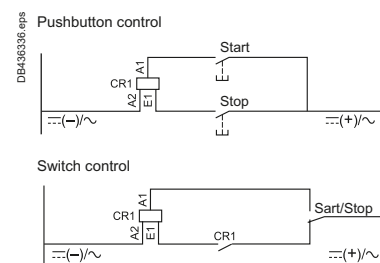 DB436336.eps
Pushbutton control
Start
A1
CR1
A2
E1
Stop
(–)/∼
(+)/∼
Switch control
A1
CR1
Sart/Stop
A2
E1
CR1
(–)/∼
(+)/∼